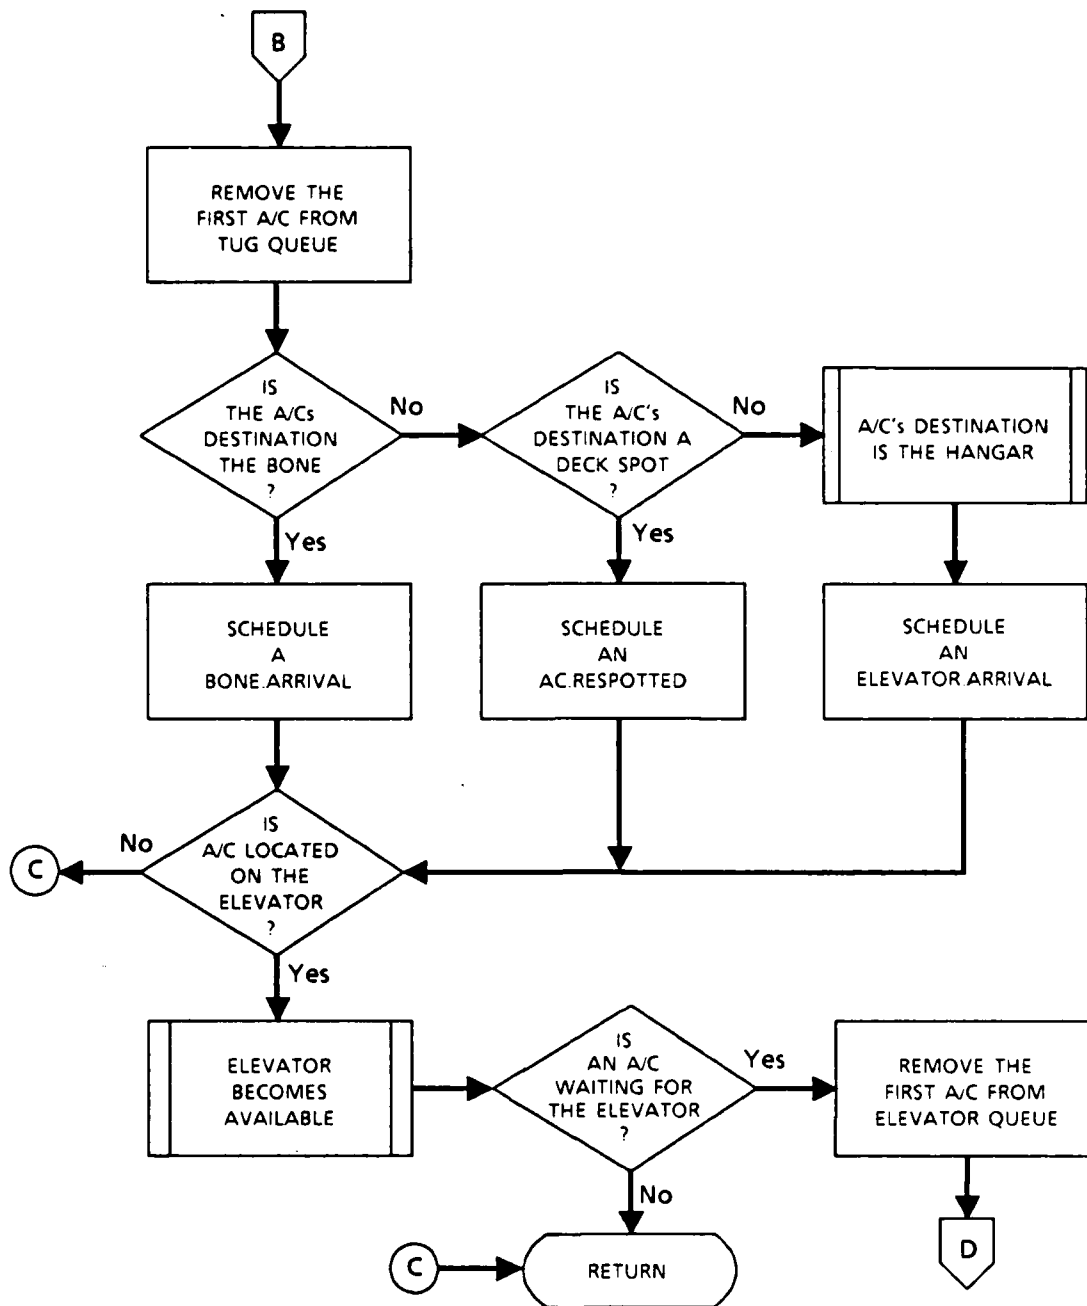 B
REMOVE THE
FIRST A/C FROM
TUG QUEUE
IS
THE A/Cs
DESTINATION
THE BONE
?
No
Yes
IS
THE A/C's
DESTINATION A
DECK SPOT
?
No
Yes
A/C's DESTINATION
IS THE HANGAR
SCHEDULE
A
BONE.ARRIVAL
SCHEDULE
AN
AC.RESPOTTED
SCHEDULE
AN
ELEVATOR.ARRIVAL
IS
A/C LOCATED
ON THE
ELEVATOR
?
No
C
Yes
ELEVATOR
BECOMES
AVAILABLE
IS
AN A/C
WAITING FOR
THE ELEVATOR
?
Yes
No
REMOVE THE
FIRST A/C FROM
ELEVATOR QUEUE
C
RETURN
D